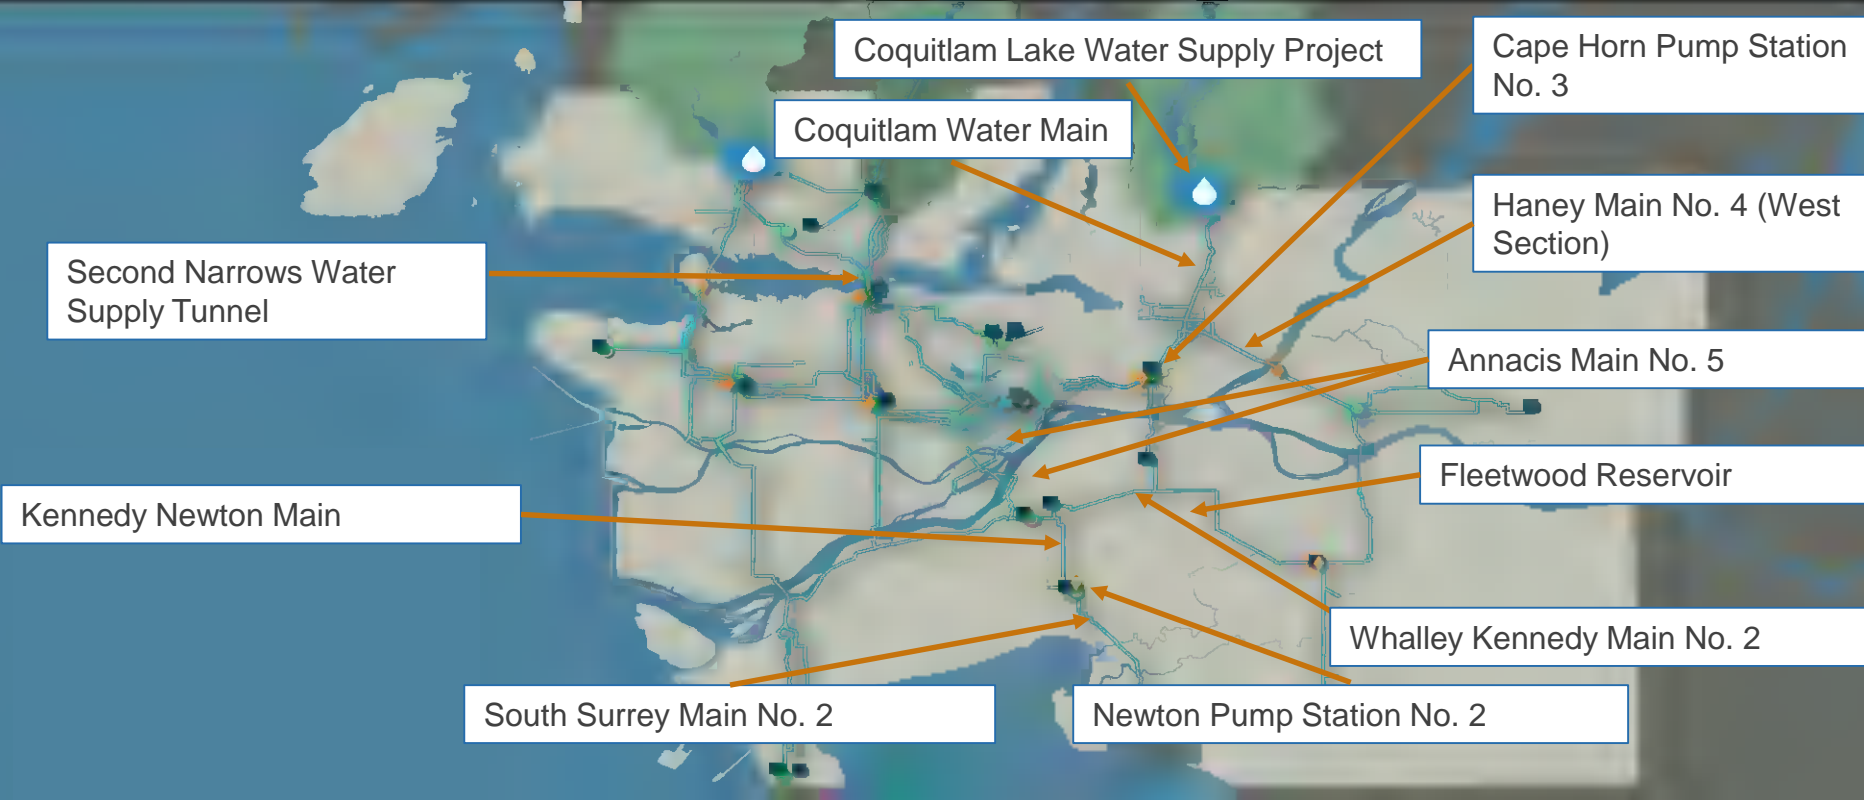 Coquitlam Lake Water Supply Project
Cape Horn Pump Station
No. 3
Coquitlam Water Main
Haney Main No. 4 (West
Section)
Second Narrows Water
Supply Tunnel
Annacis Main No. 5
Fleetwood Reservoir
Kennedy Newton Main
Whalley Kennedy Main No. 2
South Surrey Main No. 2
Newton Pump Station No. 2